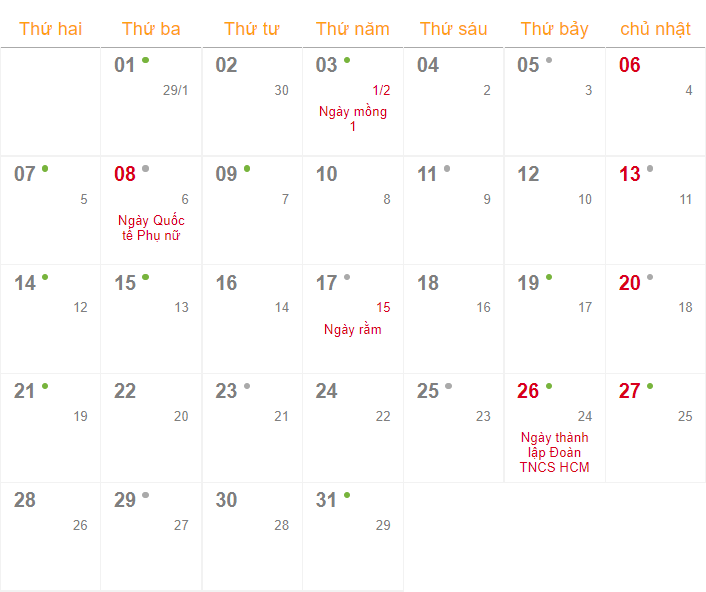 Thứ hai Thứ ba Thứ tư Thứ năm Thứ sáu Thứ bảy chủ nhật
01 02 03 04 05 06
29/1 30 1/2 2 3 4
Ngày mồng
1
07 08 09 10 11 12 13
5 6 7 8 9 10 11
Ngày Quốc
tế Phụ nữ
14 15 16 17 18 19 20
12 13 14 15 16 17 18
Ngày rằm
21 22 23 24 25 26 27
19 20 21 22 23 24 25
Ngày thành
lập Đoàn
TNCS HCM
28 29 30 31
26 27 28 29